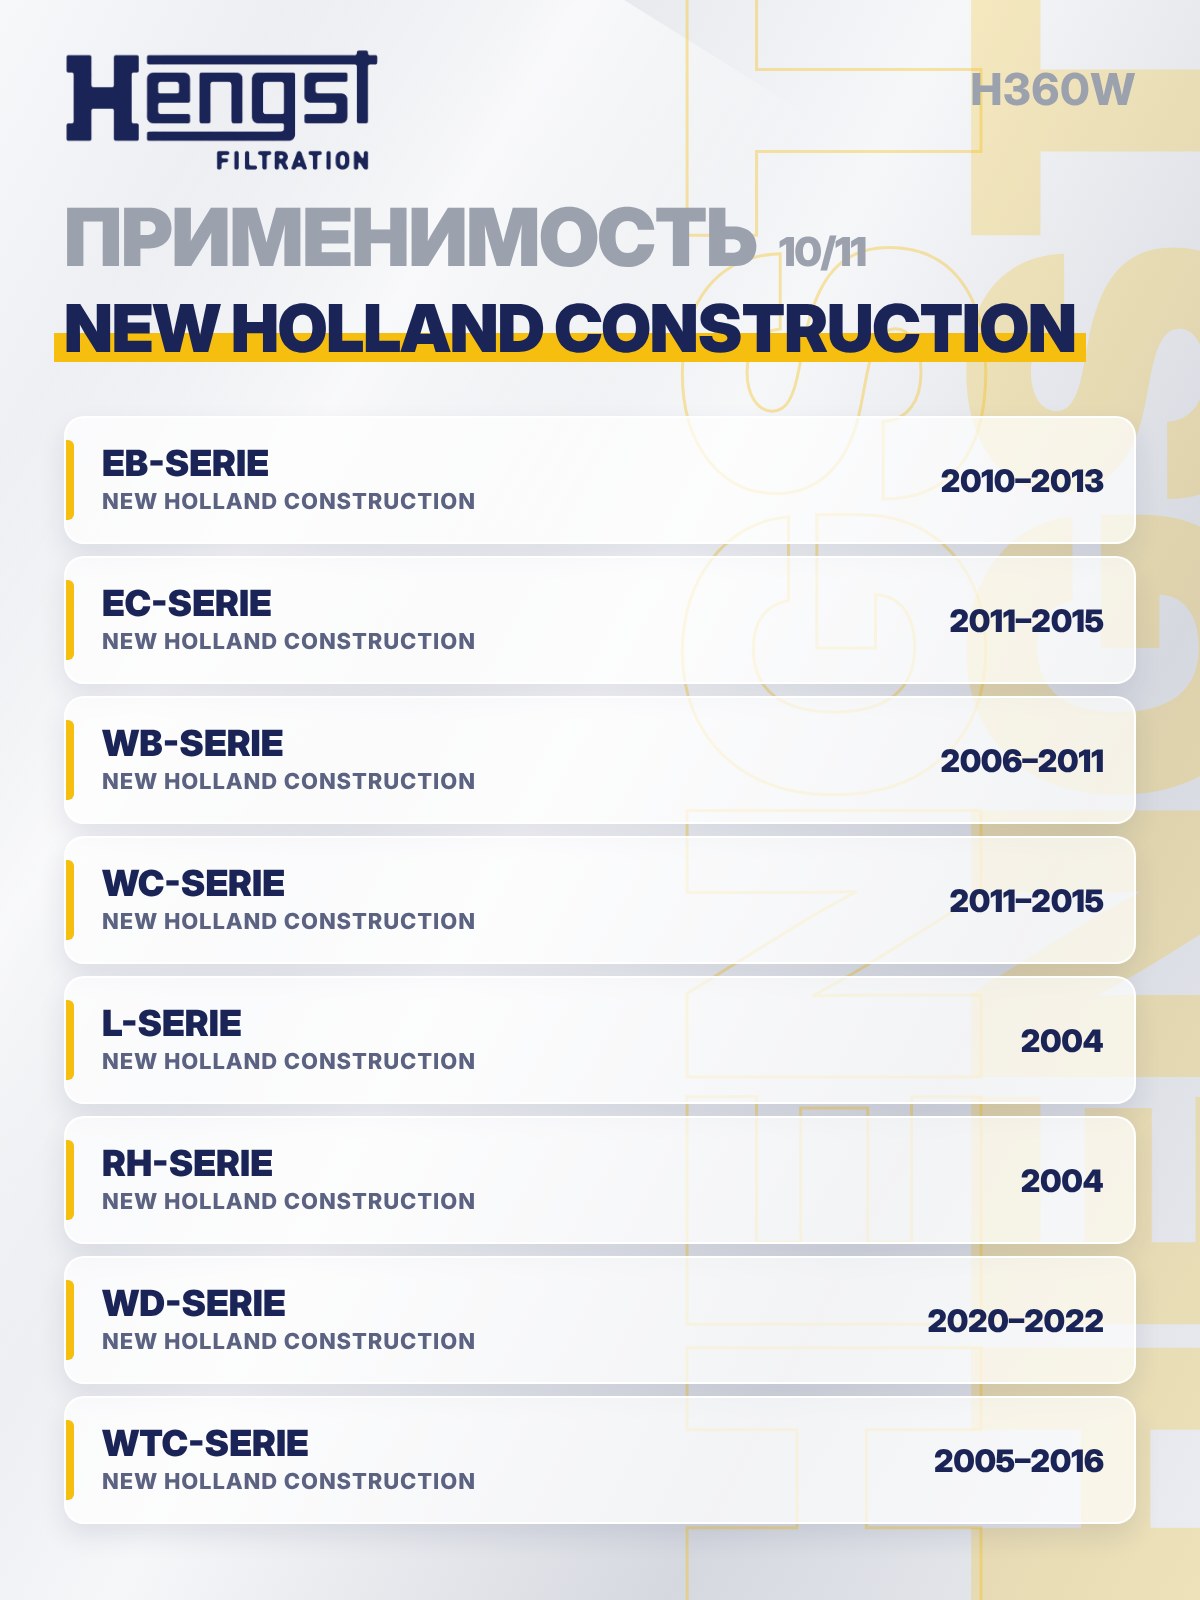 Hengst
FILTRATION
H360W
ПРИМЕНИМОСТЬ 10/11
NEW HOLLAND CONSTRUCTION
EB-SERIE
NEW HOLLAND CONSTRUCTION
2010–2013
EC-SERIE
NEW HOLLAND CONSTRUCTION
2011–2015
WB-SERIE
NEW HOLLAND CONSTRUCTION
2006–2011
WC-SERIE
NEW HOLLAND CONSTRUCTION
2011–2015
L-SERIE
NEW HOLLAND CONSTRUCTION
2004
RH-SERIE
NEW HOLLAND CONSTRUCTION
2004
WD-SERIE
NEW HOLLAND CONSTRUCTION
2020–2022
WTC-SERIE
NEW HOLLAND CONSTRUCTION
2005–2016
HENGST
HENGST